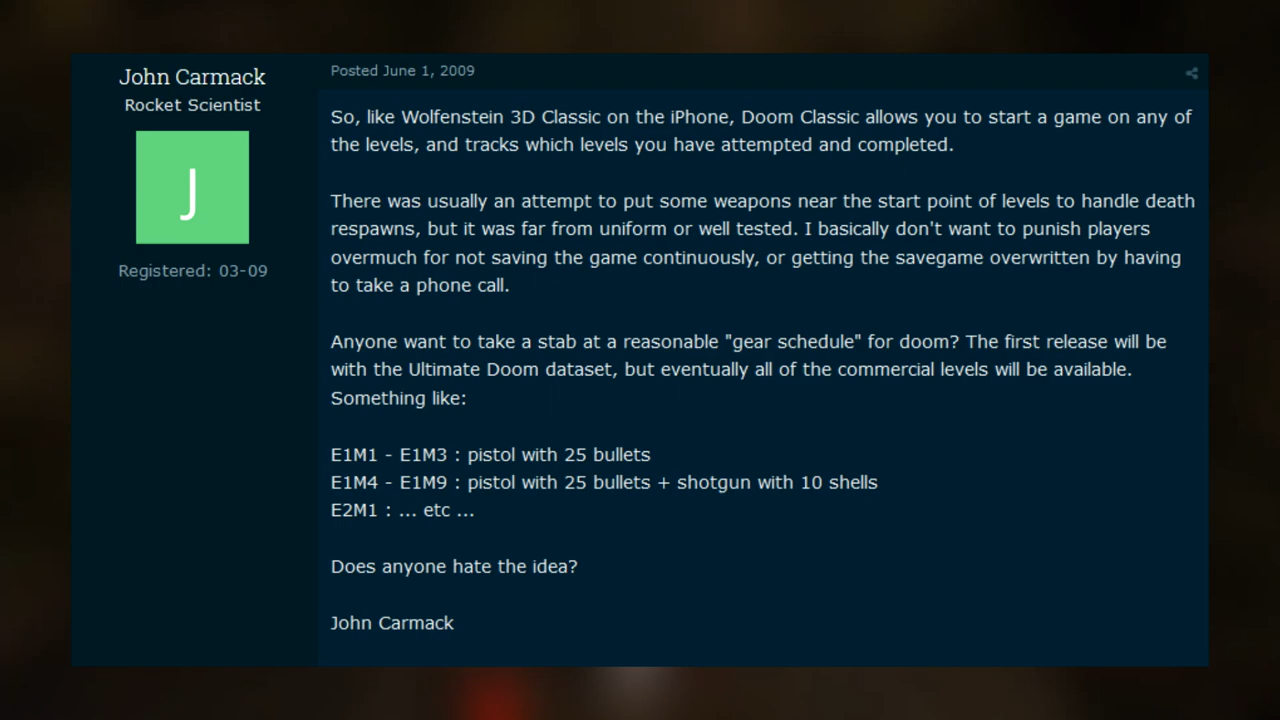 John Carmack
Rocket Scientist
J
Registered: 03-09
Posted June 1, 2009
So, like Wolfenstein 3D Classic on the iPhone, Doom Classic allows you to start a game on any of
the levels, and tracks which levels you have attempted and completed.
There was usually an attempt to put some weapons near the start point of levels to handle death
respawns, but it was far from uniform or well tested. I basically don't want to punish players
overmuch for not saving the game continuously, or getting the savegame overwritten by having
to take a phone call.
Anyone want to take a stab at a reasonable "gear schedule" for doom? The first release will be
with the Ultimate Doom dataset, but eventually all of the commercial levels will be available.
Something like:
E1M1 - E1M3 : pistol with 25 bullets
E1M4 - E1M9 : pistol with 25 bullets + shotgun with 10 shells
E2M1 : ... etc ...
Does anyone hate the idea?
John Carmack